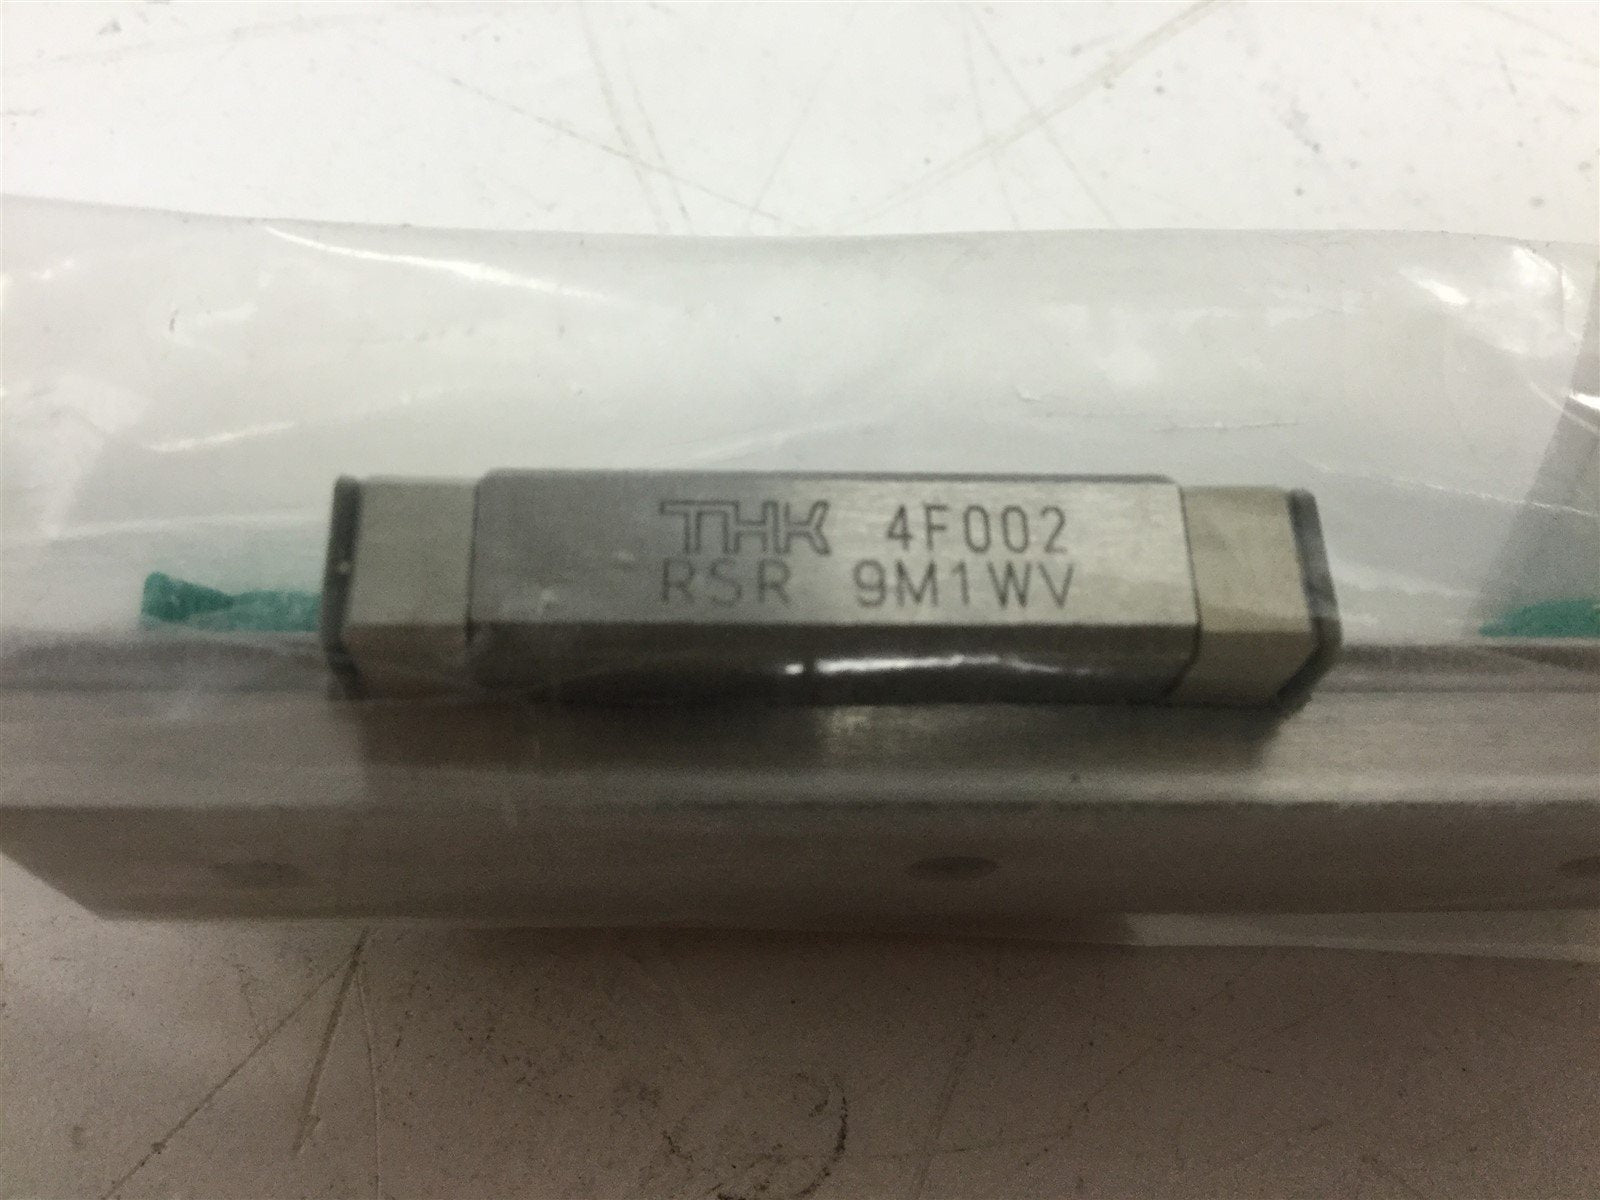 THK 4F002
RSR 9M1WV